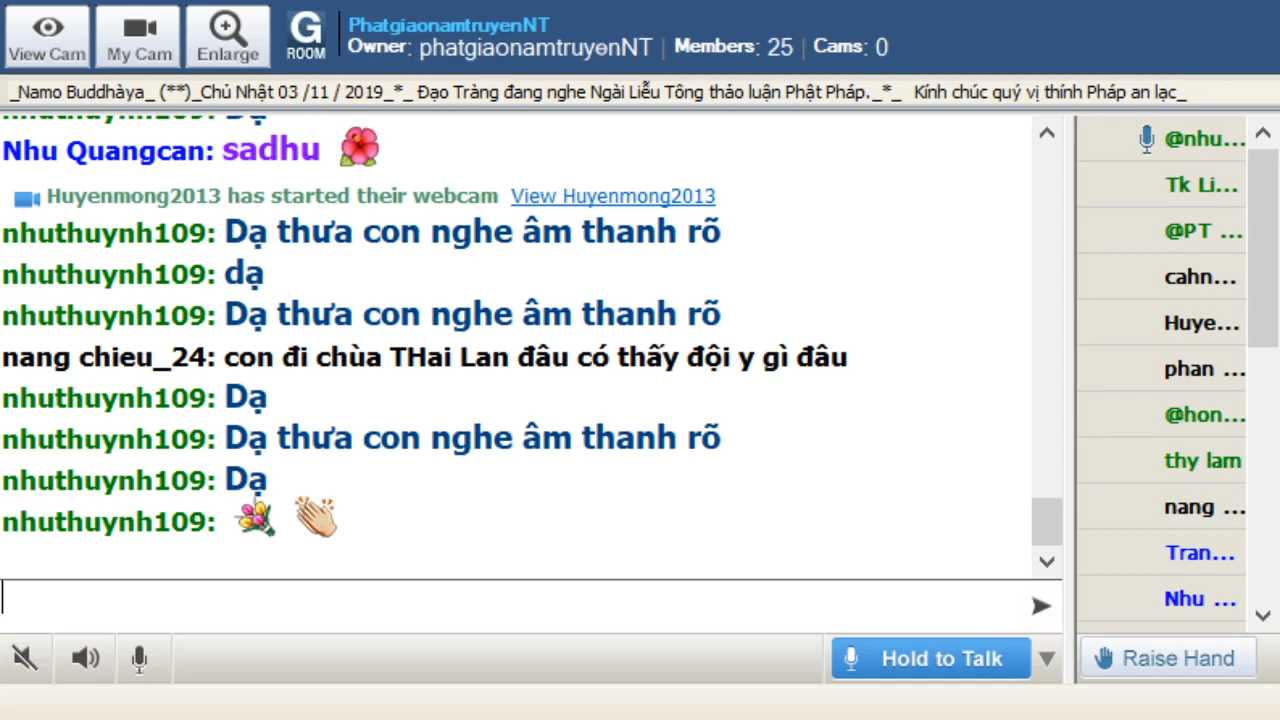 View Cam
My Cam
Enlarge
G
ROOM
PhatgiaonamtruyenNT
Owner: phatgiaonamtruyenNT | Members: 25 | Cams: 0
_Namo Buddhàya_ (**)_Chủ Nhật 03 /11 / 2019_*_ Đạo Tràng đang nghe Ngài Liễu Tông thảo luận Phật Pháp._*_ Kính chúc quý vị thính Pháp an lạc_
nhuthuynh109: Dạ
Nhu Quangcan: sadhu
Huyenmong2013 has started their webcam View Huyenmong2013
nhuthuynh109: Dạ thưa con nghe âm thanh rõ
nhuthuynh109: dạ
nhuthuynh109: Dạ thưa con nghe âm thanh rõ
nang chieu_24: con đi chùa THai Lan đâu có thấy đội y gì đâu
nhuthuynh109: Dạ
nhuthuynh109: Dạ thưa con nghe âm thanh rõ
nhuthuynh109: Dạ
nhuthuynh109:
@nhu...
Tk Li...
@PT ...
cahn...
Huye...
phan ...
@hon...
thy lam
nang ...
Tran...
Nhu ...
Hold to Talk
Raise Hand